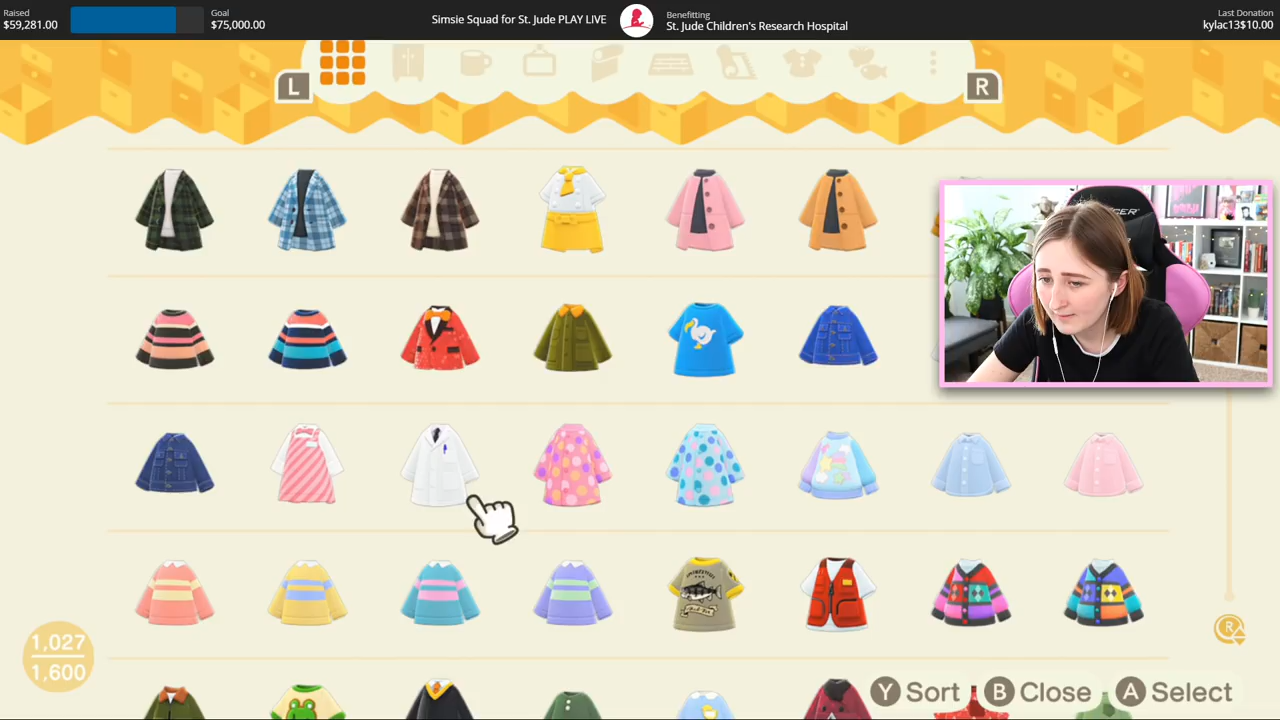 Raised
$59,281.00
Goal
$75,000.00
Simsie Squad for St. Jude PLAY LIVE
Benefitting
St. Jude Children's Research Hospital
Last Donation
kylac13$10.00
L
R
1,027
1,600
R
Y Sort
B Close
A Select